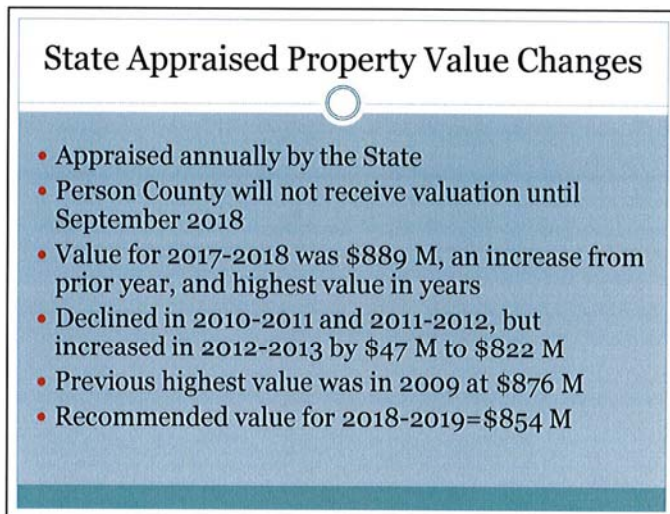 State Appraised Property Value Changes
• Appraised annually by the State
• Person County will not receive valuation until
September 2018
• Value for 2017-2018 was $889 M, an increase from
prior year, and highest value in years
• Declined in 2010-2011 and 2011-2012, but
increased in 2012-2013 by $47 M to $822 M
• Previous highest value was in 2009 at $876 M
• Recommended value for 2018-2019=$854 M